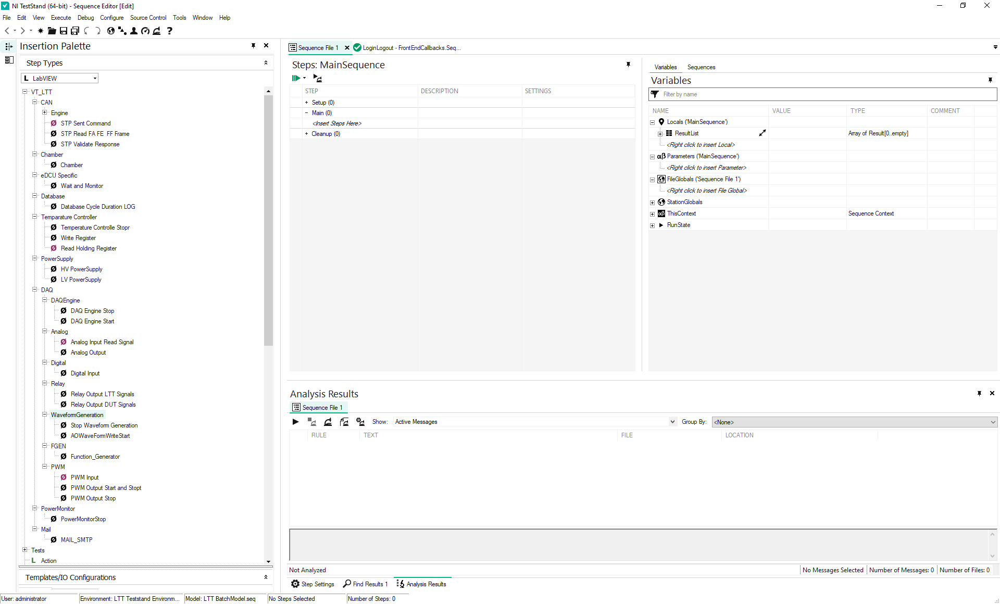 NI TestStand (64-bit) - Sequence Editor [Edit]
File Edit View Execute Debug Configure Source Control Tools Window Help
Insertion Palette
Step Types
LabVIEW
VT_LTT
CAN
Engine
STP Sent Command
STP Read FA FE  FF Frame
STP Validate Response
Chamber
Chamber
eDCU Specific
Wait and Monitor
Database
Database Cycle Duration LOG
Temparature Controller
Temperature Controlle Stopr
Write Register
Read Holding Register
PowerSupply
HV PowerSupply
LV PowerSupply
DAQ
DAQEngine
DAQ Engine Stop
DAQ Engine Start
Analog
Analog Input Read Signal
Analog Output
Digital
Digital Input
Relay
Relay Output LTT Signals
Relay Output DUT Signals
WaveformGeneration
Stop Waveform Generation
AOWaveFormWriteStart
FGEN
Function_Generator
PWM
PWM Input
PWM Output Start and Stopt
PWM Output Stop
PowerMonitor
PowerMonitorStop
Mail
MAIL_SMTP
Tests
Action
Templates/IO Configurations
Sequence File 1
LoginLogout - FrontEndCallbacks.Seq...
Steps: MainSequence
STEP DESCRIPTION SETTINGS
+ Setup (0)
- Main (0)
<Insert Steps Here>
+ Cleanup (0)
Variables Sequences
Variables
Filter by name
NAME VALUE TYPE COMMENT
Locals ('MainSequence')
ResultList Array of Result[0..empty]
<Right click to insert Local>
αβ Parameters ('MainSequence')
<Right click to insert Parameter>
FileGlobals ('Sequence File 1')
<Right click to insert File Global>
StationGlobals
αβ ThisContext Sequence Context
RunState
Analysis Results
Sequence File 1
Show: Active Messages Group By: <None>
RULE TEXT FILE LOCATION
Not Analyzed No Messages Selected Number of Messages: 0 Number of Files: 0
Step Settings Find Results 1 Analysis Results
User: administrator Environment: LTT Teststand Environm... Model: LTT BatchModel.seq No Steps Selected Number of Steps: 0